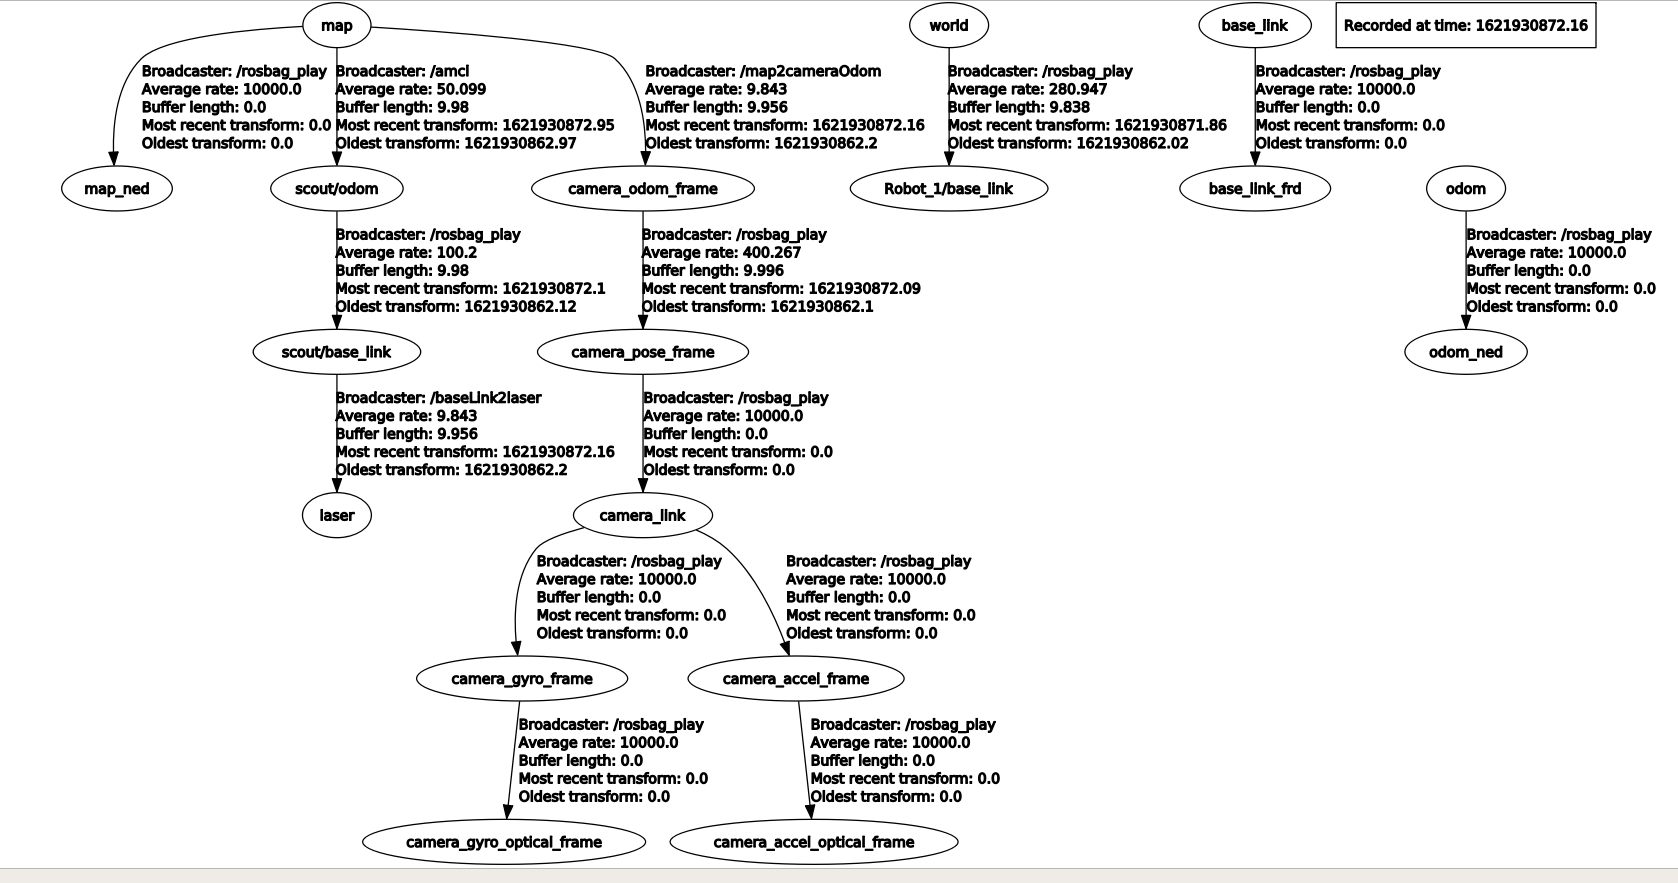 map
world
base_link
Recorded at time: 1621930872.16
Broadcaster: /rosbag_play
Average rate: 10000.0
Buffer length: 0.0
Most recent transform: 0.0
Oldest transform: 0.0
Broadcaster: /amcl
Average rate: 50.099
Buffer length: 9.98
Most recent transform: 1621930872.95
Oldest transform: 1621930862.97
Broadcaster: /map2cameraOdom
Average rate: 9.843
Buffer length: 9.956
Most recent transform: 1621930872.16
Oldest transform: 1621930862.2
Broadcaster: /rosbag_play
Average rate: 280.947
Buffer length: 9.838
Most recent transform: 1621930871.86
Oldest transform: 1621930862.02
Broadcaster: /rosbag_play
Average rate: 10000.0
Buffer length: 0.0
Most recent transform: 0.0
Oldest transform: 0.0
map_ned
scout/odom
camera_odom_frame
Robot_1/base_link
base_link_frd
odom
Broadcaster: /rosbag_play
Average rate: 100.2
Buffer length: 9.98
Most recent transform: 1621930872.1
Oldest transform: 1621930862.12
Broadcaster: /rosbag_play
Average rate: 400.267
Buffer length: 9.996
Most recent transform: 1621930872.09
Oldest transform: 1621930862.1
Broadcaster: /rosbag_play
Average rate: 10000.0
Buffer length: 0.0
Most recent transform: 0.0
Oldest transform: 0.0
scout/base_link
camera_pose_frame
odom_ned
Broadcaster: /baseLink2laser
Average rate: 9.843
Buffer length: 9.956
Most recent transform: 1621930872.16
Oldest transform: 1621930862.2
Broadcaster: /rosbag_play
Average rate: 10000.0
Buffer length: 0.0
Most recent transform: 0.0
Oldest transform: 0.0
laser
camera_link
Broadcaster: /rosbag_play
Average rate: 10000.0
Buffer length: 0.0
Most recent transform: 0.0
Oldest transform: 0.0
Broadcaster: /rosbag_play
Average rate: 10000.0
Buffer length: 0.0
Most recent transform: 0.0
Oldest transform: 0.0
camera_gyro_frame
camera_accel_frame
Broadcaster: /rosbag_play
Average rate: 10000.0
Buffer length: 0.0
Most recent transform: 0.0
Oldest transform: 0.0
Broadcaster: /rosbag_play
Average rate: 10000.0
Buffer length: 0.0
Most recent transform: 0.0
Oldest transform: 0.0
camera_gyro_optical_frame
camera_accel_optical_frame